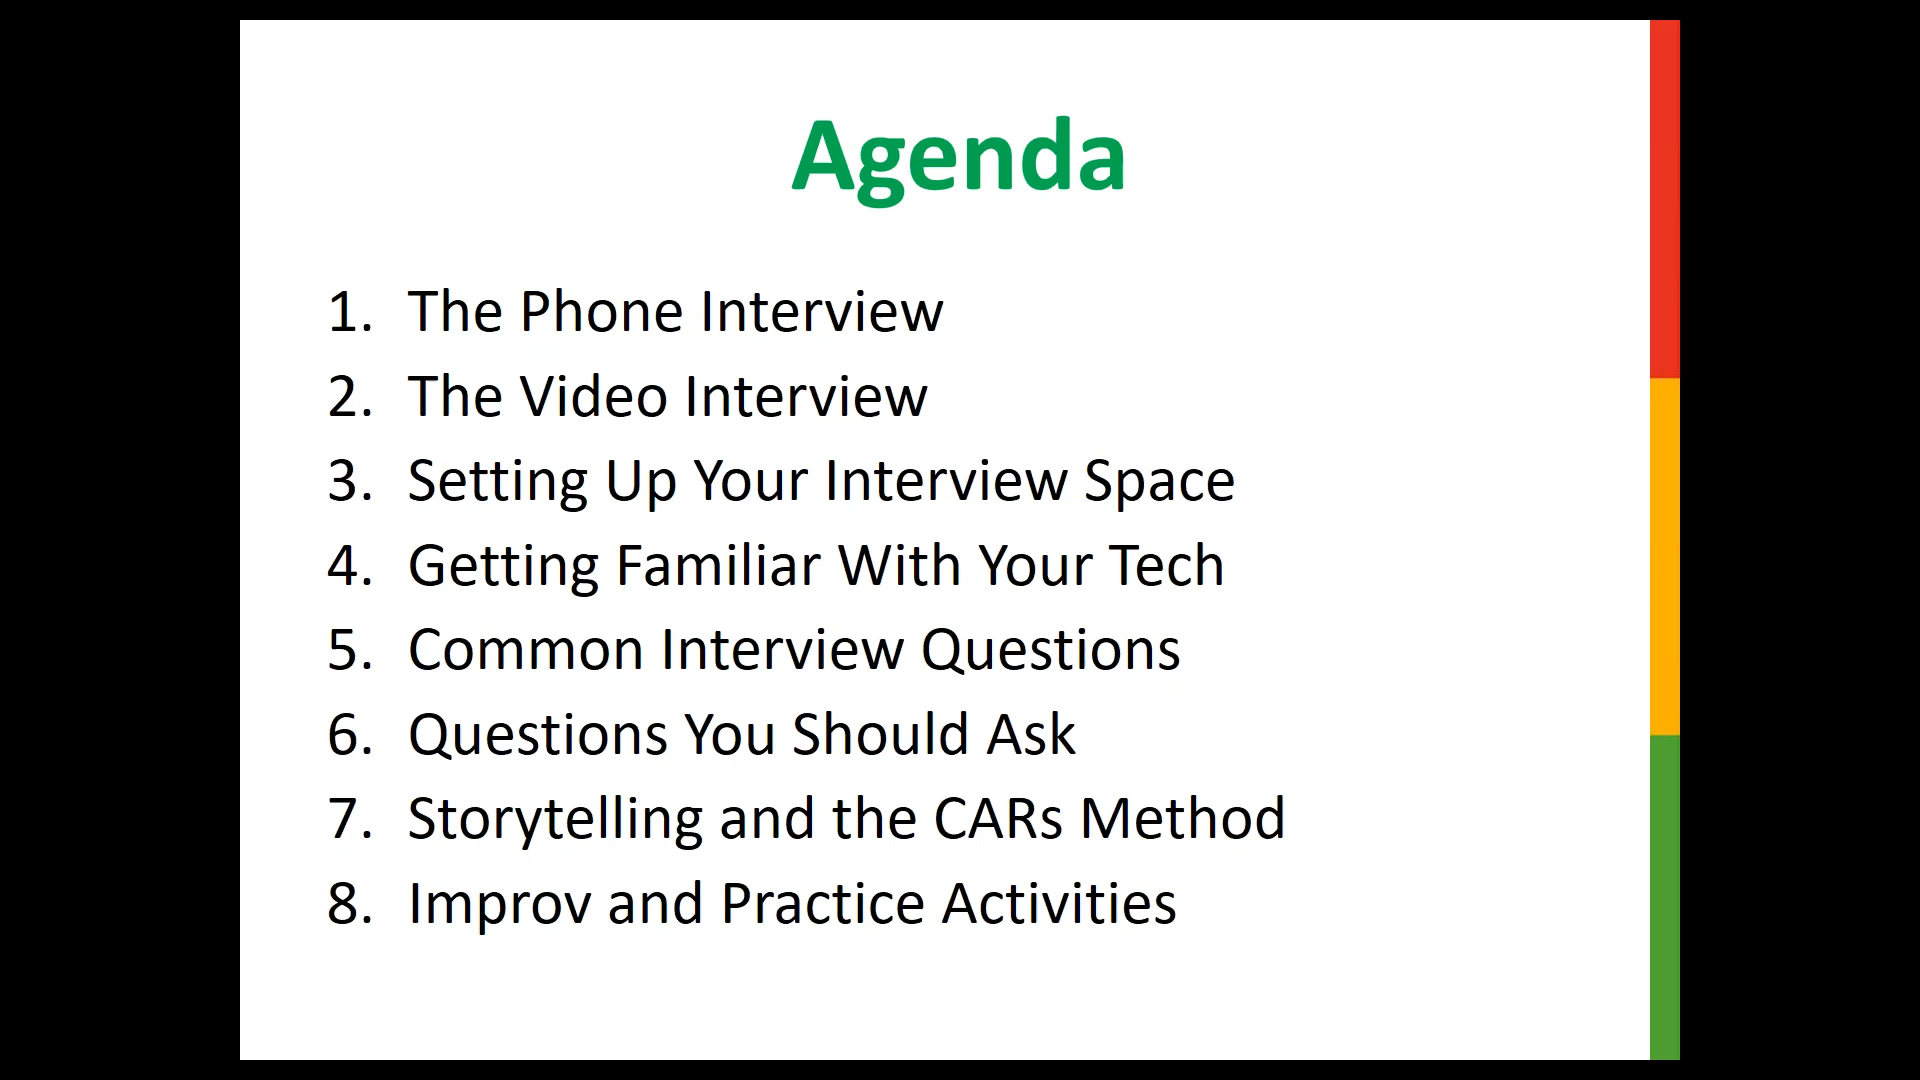 Agenda
1. The Phone Interview
2. The Video Interview
3. Setting Up Your Interview Space
4. Getting Familiar With Your Tech
5. Common Interview Questions
6. Questions You Should Ask
7. Storytelling and the CARs Method
8. Improv and Practice Activities